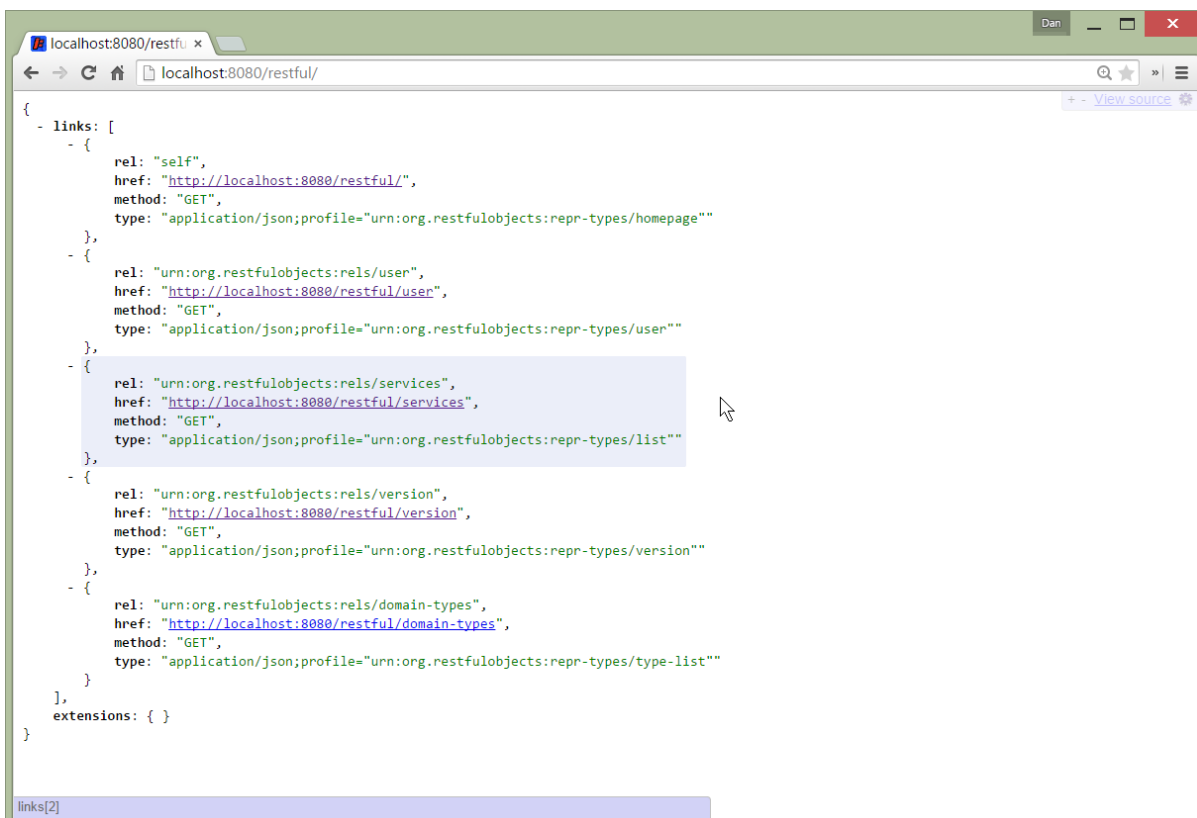 Dan
localhost:8080/restfu ×
localhost:8080/restful/
+ - View source
{
- links: [
- {
rel: "self",
href: "http://localhost:8080/restful/",
method: "GET",
type: "application/json;profile="urn:org.restfulobjects:repr-types/homepage""
},
- {
rel: "urn:org.restfulobjects:rels/user",
href: "http://localhost:8080/restful/user",
method: "GET",
type: "application/json;profile="urn:org.restfulobjects:repr-types/user""
},
- {
rel: "urn:org.restfulobjects:rels/services",
href: "http://localhost:8080/restful/services",
method: "GET",
type: "application/json;profile="urn:org.restfulobjects:repr-types/list""
},
- {
rel: "urn:org.restfulobjects:rels/version",
href: "http://localhost:8080/restful/version",
method: "GET",
type: "application/json;profile="urn:org.restfulobjects:repr-types/version""
},
- {
rel: "urn:org.restfulobjects:rels/domain-types",
href: "http://localhost:8080/restful/domain-types",
method: "GET",
type: "application/json;profile="urn:org.restfulobjects:repr-types/type-list""
}
],
extensions: { }
}
links[2]